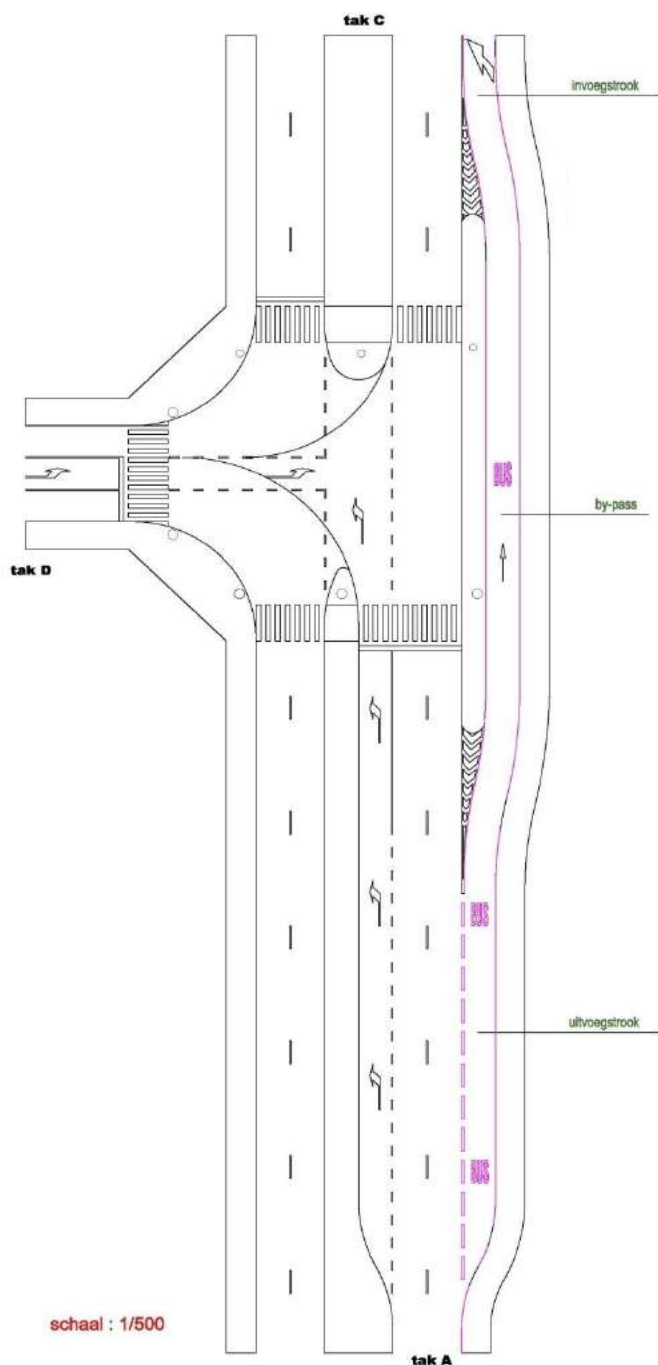 tak C
invoegstrook
BUS
by-pass
tak D
BUS
uitvoegstrook
BUS
schaal : 1/500
tak A